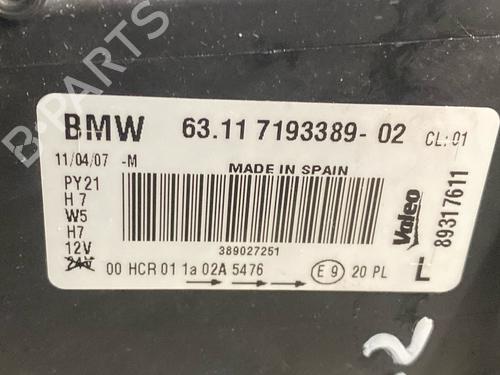 B-PARTS
BMW 63.11 7193389- 02 CL: 01
11/04/07 -M
MADE IN SPAIN
PY21
H 7
W5
H7
12V
24V
389027251
00 HCR 01 1a 02A 5476
E 9 20 PL
Valeo
89317611
L
2